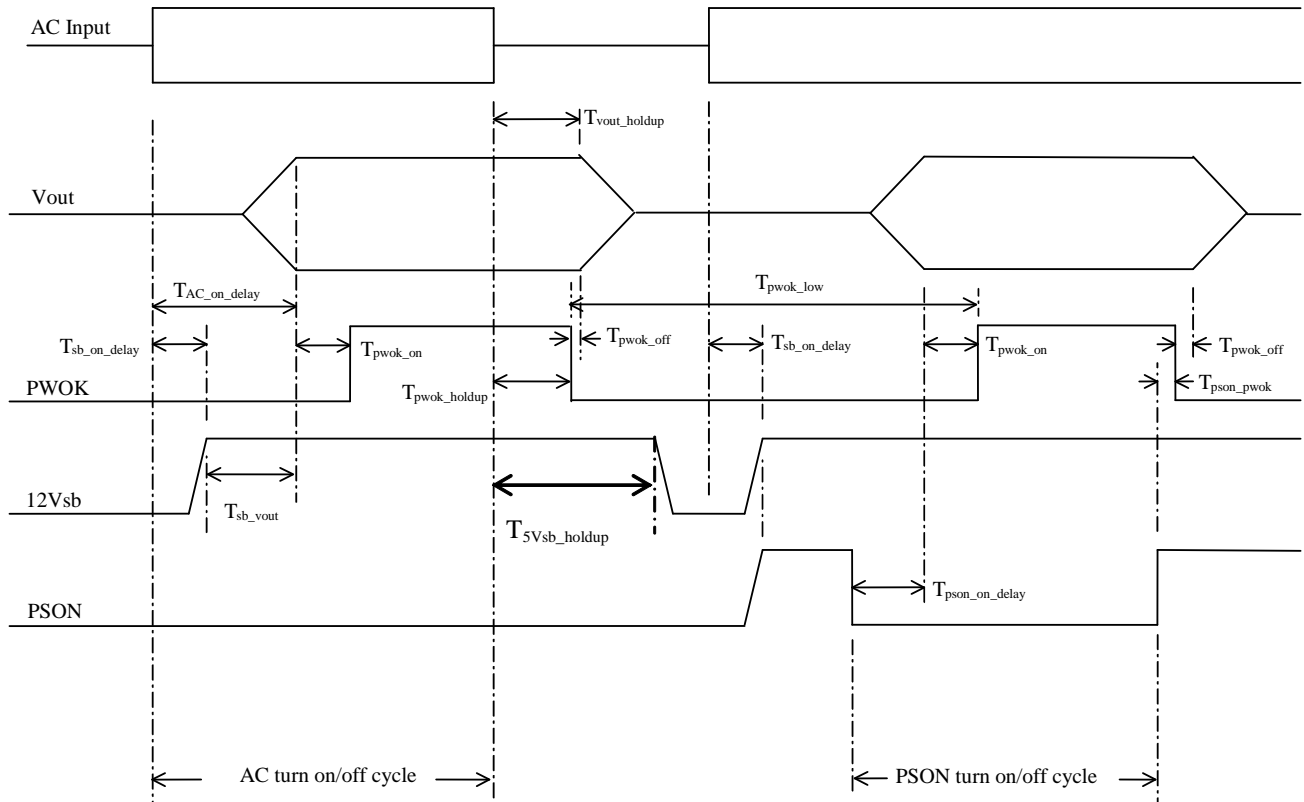 AC Input
Tvout_holdup
Vout
TAC_on_delay
Tpwok_low
Tsb_on_delay
Tpwok_on
Tpwok_off
Tsb_on_delay
Tpwok_on
Tpwok_off
PWOK
Tpwok_holdup
Tpson_pwok
12Vsb
Tsb_vout
T5Vsb_holdup
Tpson_on_delay
PSON
AC turn on/off cycle
PSON turn on/off cycle